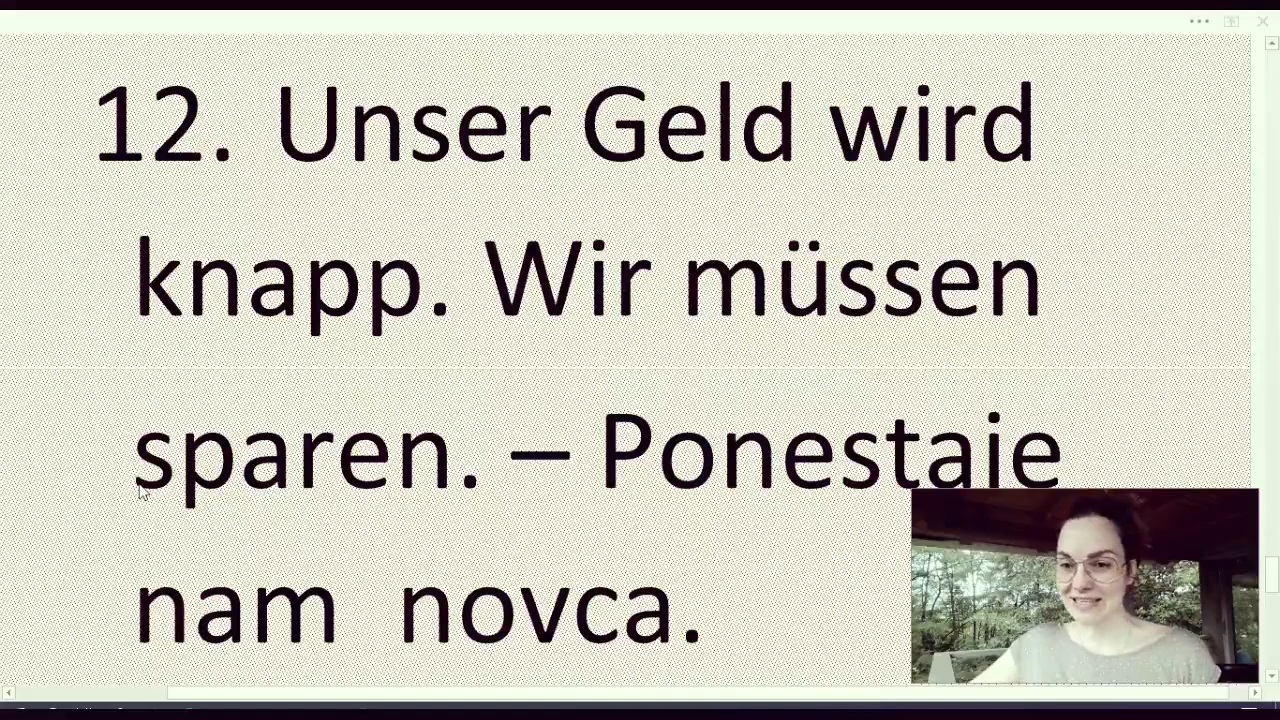 12. Unser Geld wird
knapp. Wir müssen
sparen. – Ponestaje
nam novca.